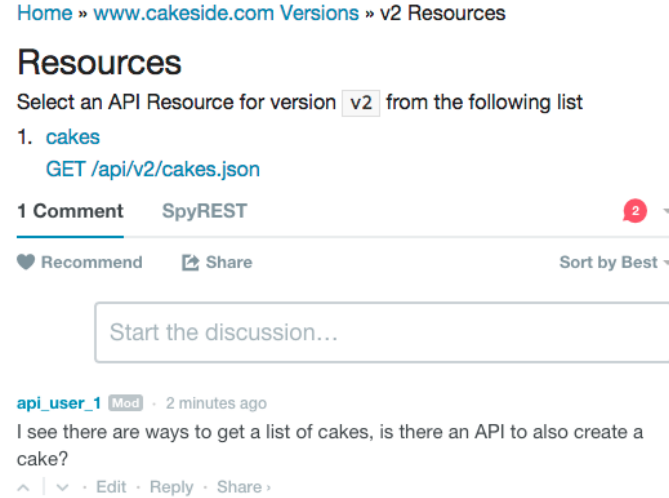 Home » www.cakeside.com Versions » v2 Resources
Resources
Select an API Resource for version v2 from the following list
1. cakes
GET /api/v2/cakes.json
1 Comment SpyREST 2
Recommend Share Sort by Best
Start the discussion...
api_user_1 Mod · 2 minutes ago
I see there are ways to get a list of cakes, is there an API to also create a
cake?
Edit · Reply · Share ›